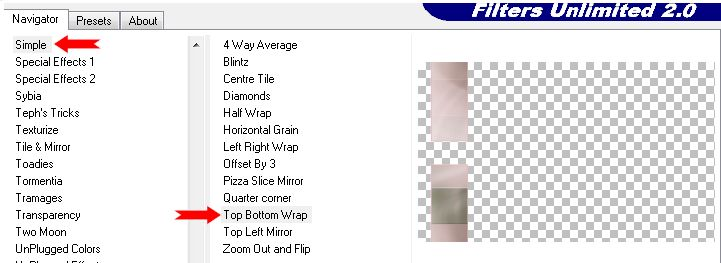 Filters Unlimited 2.0
Navigator
Presets
About
Simple
Special Effects 1
Special Effects 2
Sybia
Teph's Tricks
Texturize
Tile & Mirror
Toadies
Tormentia
Tramages
Transparency
Two Moon
UnPlugged Colors
4 Way Average
Blintz
Centre Tile
Diamonds
Half Wrap
Horizontal Grain
Left Right Wrap
Offset By 3
Pizza Slice Mirror
Quarter corner
Top Bottom Wrap
Top Left Mirror
Zoom Out and Flip